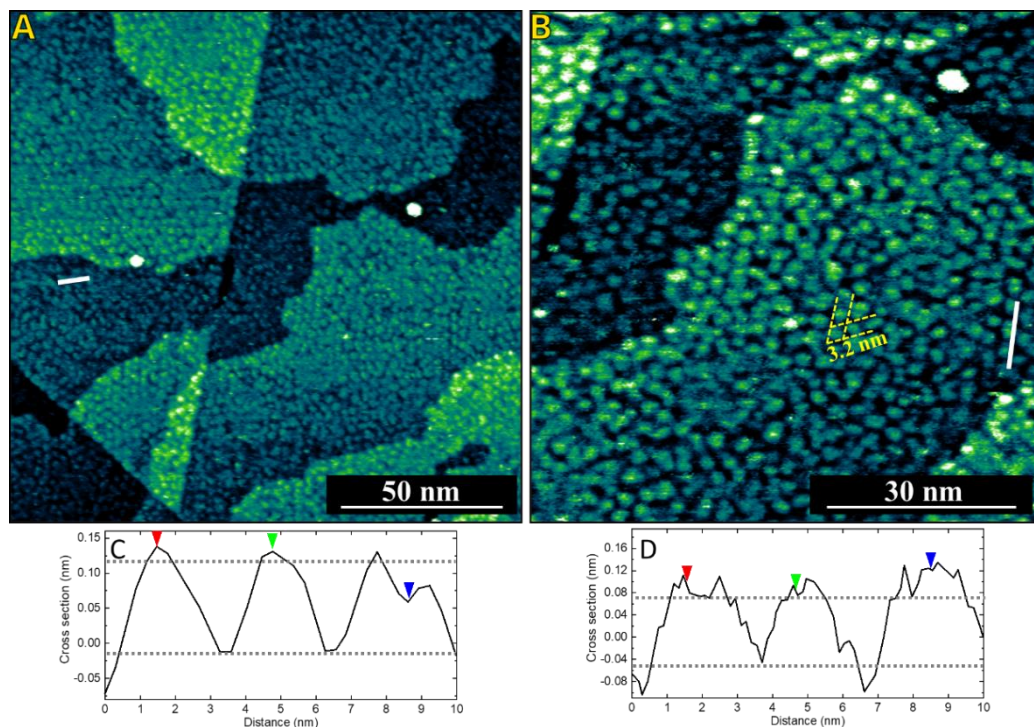 A
B
3.2 nm
50 nm
30 nm
C
0.15
0.10
0.05
0.00
-0.05
Cross section (nm)
0 1 2 3 4 5 6 7 8 9 10
Distance (nm)
D
0.16
0.12
0.08
0.04
0.00
-0.04
-0.08
Cross section (nm)
0 1 2 3 4 5 6 7 8 9 10
Distance (nm)